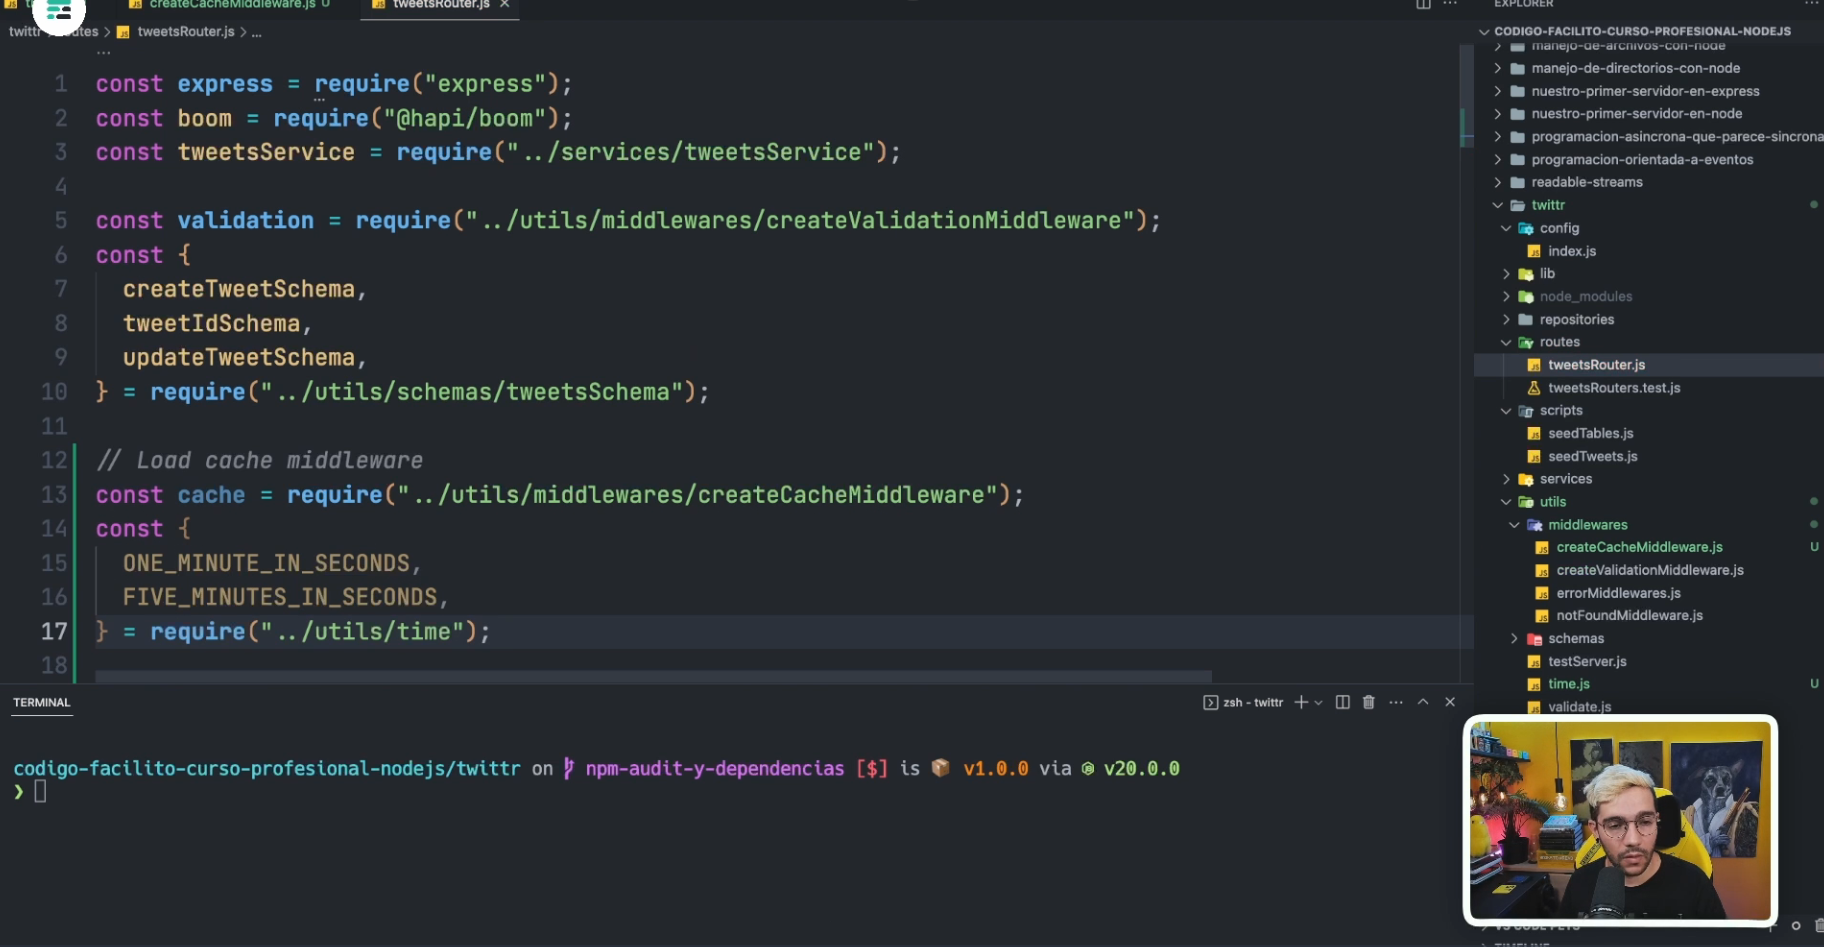 createCacheMiddleware.js U
tweetsRouter.js
twittr > routes > tweetsRouter.js > ...
1 const express = require("express");
2 const boom = require("@hapi/boom");
3 const tweetsService = require("../services/tweetsService");
4
5 const validation = require("../utils/middlewares/createValidationMiddleware");
6 const {
7 createTweetSchema,
8 tweetIdSchema,
9 updateTweetSchema,
10 } = require("../utils/schemas/tweetsSchema");
11
12 // Load cache middleware
13 const cache = require("../utils/middlewares/createCacheMiddleware");
14 const {
15 ONE_MINUTE_IN_SECONDS,
16 FIVE_MINUTES_IN_SECONDS,
17 } = require("../utils/time");
18
TERMINAL
zsh - twittr
codigo-facilito-curso-profesional-nodejs/twittr on npm-audit-y-dependencias [$] is 📦 v1.0.0 via v20.0.0
❯
EXPLORER
CODIGO-FACILITO-CURSO-PROFESIONAL-NODEJS
manejo-de-archivos-con-node
manejo-de-directorios-con-node
nuestro-primer-servidor-en-express
nuestro-primer-servidor-en-node
programacion-asincrona-que-parece-sincrona
programacion-orientada-a-eventos
readable-streams
twittr
config
index.js
lib
node_modules
repositories
routes
tweetsRouter.js
tweetsRouters.test.js
scripts
seedTables.js
seedTweets.js
services
utils
middlewares
createCacheMiddleware.js U
createValidationMiddleware.js
errorMiddlewares.js
notFoundMiddleware.js
schemas
testServer.js
time.js U
validate.js
VS CODE PETS
TIMELINE